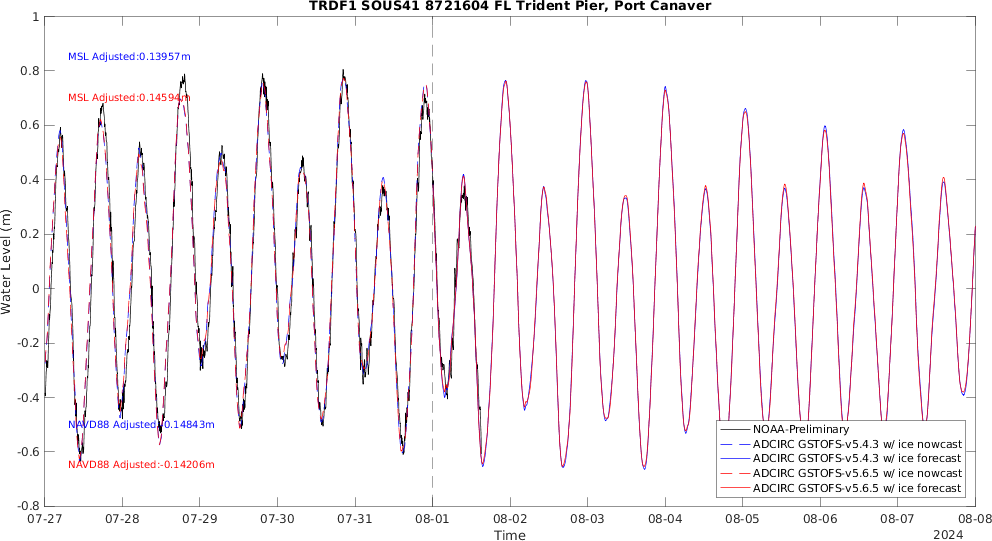 TRDF1 SOUS41 8721604 FL Trident Pier, Port Canaver
Water Level (m)
1
0.8
0.6
0.4
0.2
0
-0.2
-0.4
-0.6
-0.8
MSL Adjusted:0.13957m
MSL Adjusted:0.14594m
NAVD88 Adjusted:-0.14843m
NAVD88 Adjusted:-0.14206m
NOAA-Preliminary
ADCIRC GSTOFS-v5.4.3 w/ ice nowcast
ADCIRC GSTOFS-v5.4.3 w/ ice forecast
ADCIRC GSTOFS-v5.6.5 w/ ice nowcast
ADCIRC GSTOFS-v5.6.5 w/ ice forecast
07-27 07-28 07-29 07-30 07-31 08-01 08-02 08-03 08-04 08-05 08-06 08-07 08-08
Time
2024